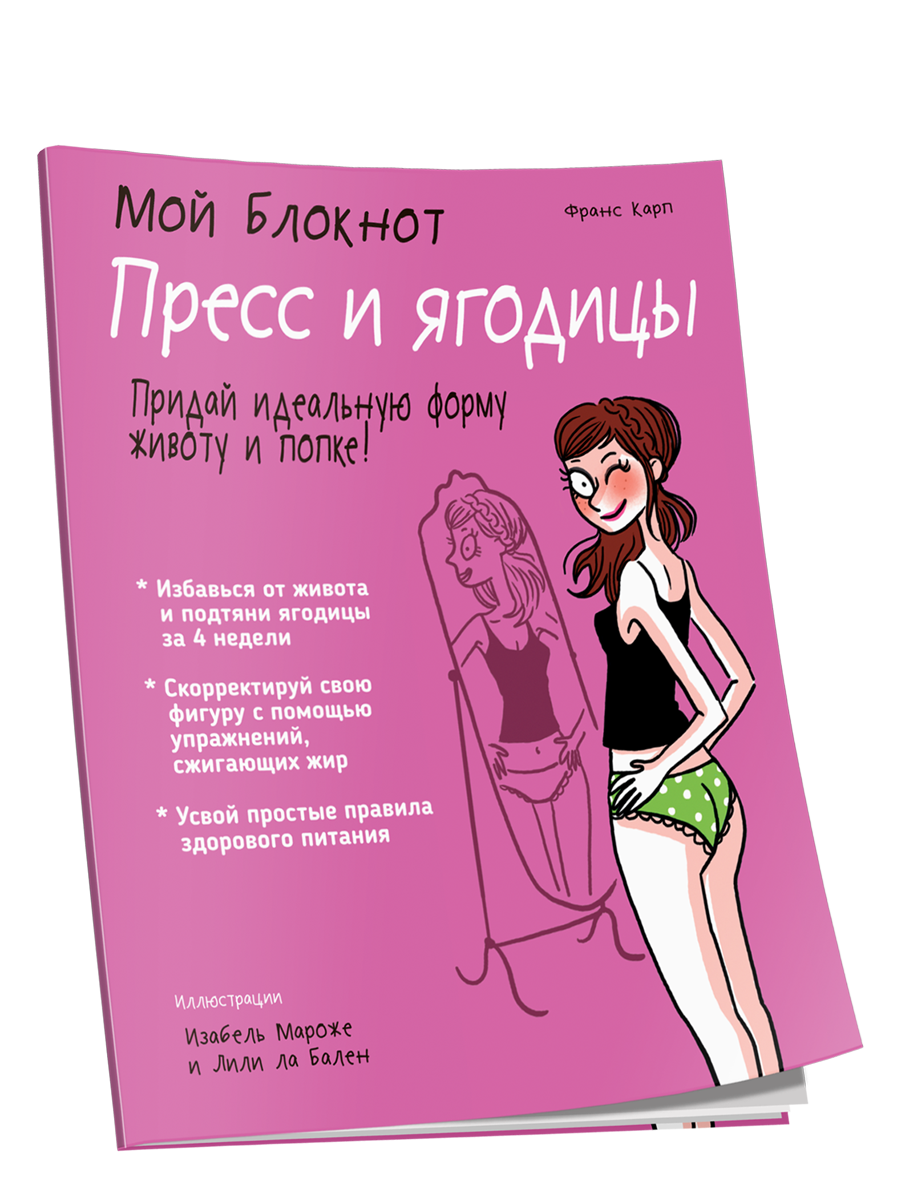 Мой Блокнот
Франс Карп
Пресс и ягодицы
Придай идеальную форму
животу и попке!
* Избавься от живота
и подтяни ягодицы
за 4 недели
* Скорректируй свою
фигуру с помощью
упражнений,
сжигающих жир
* Усвой простые правила
здорового питания
Иллюстрации
Изабель Мароже
и Лили ла Бален